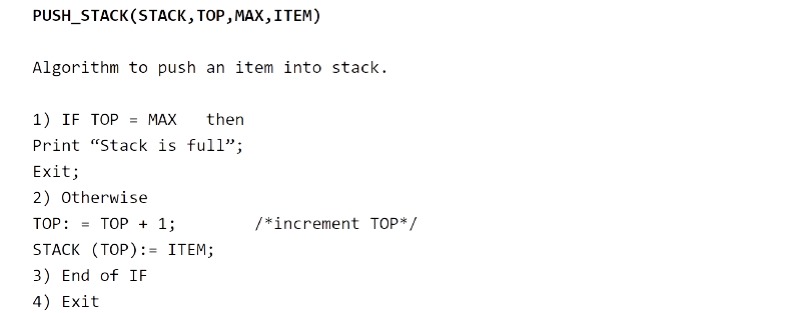 PUSH_STACK(STACK,TOP,MAX,ITEM)
Algorithm to push an item into stack.
1) IF TOP = MAX   then
Print “Stack is full”;
Exit;
2) Otherwise
TOP: = TOP + 1;        /*increment TOP*/
STACK (TOP):= ITEM;
3) End of IF
4) Exit